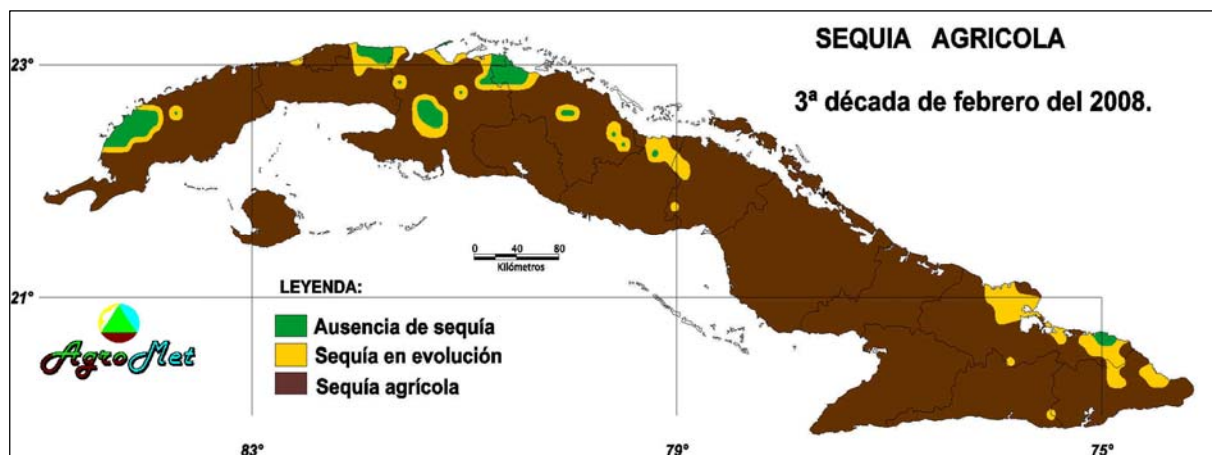 SEQUIA AGRICOLA
3ª década de febrero del 2008.
23°
21°
0 40 80
Kilómetros
LEYENDA:
Ausencia de sequía
Sequía en evolución
Sequía agrícola
AgroMet
83°
79°
75°